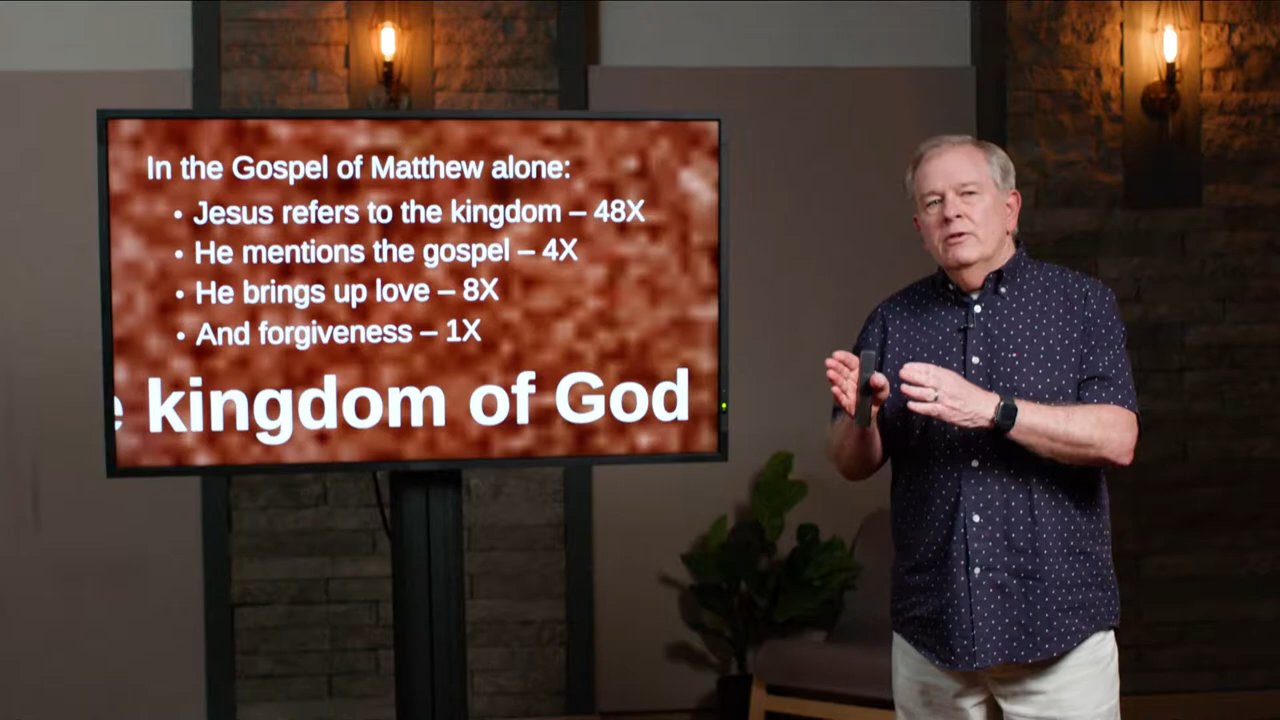 In the Gospel of Matthew alone:
• Jesus refers to the kingdom – 48X
• He mentions the gospel – 4X
• He brings up love – 8X
• And forgiveness – 1X
kingdom of God